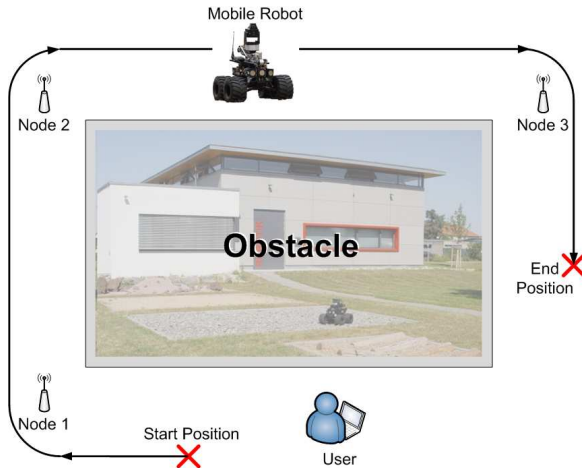 Mobile Robot
Node 2
Node 3
Obstacle
End
Position
Node 1
Start Position
User